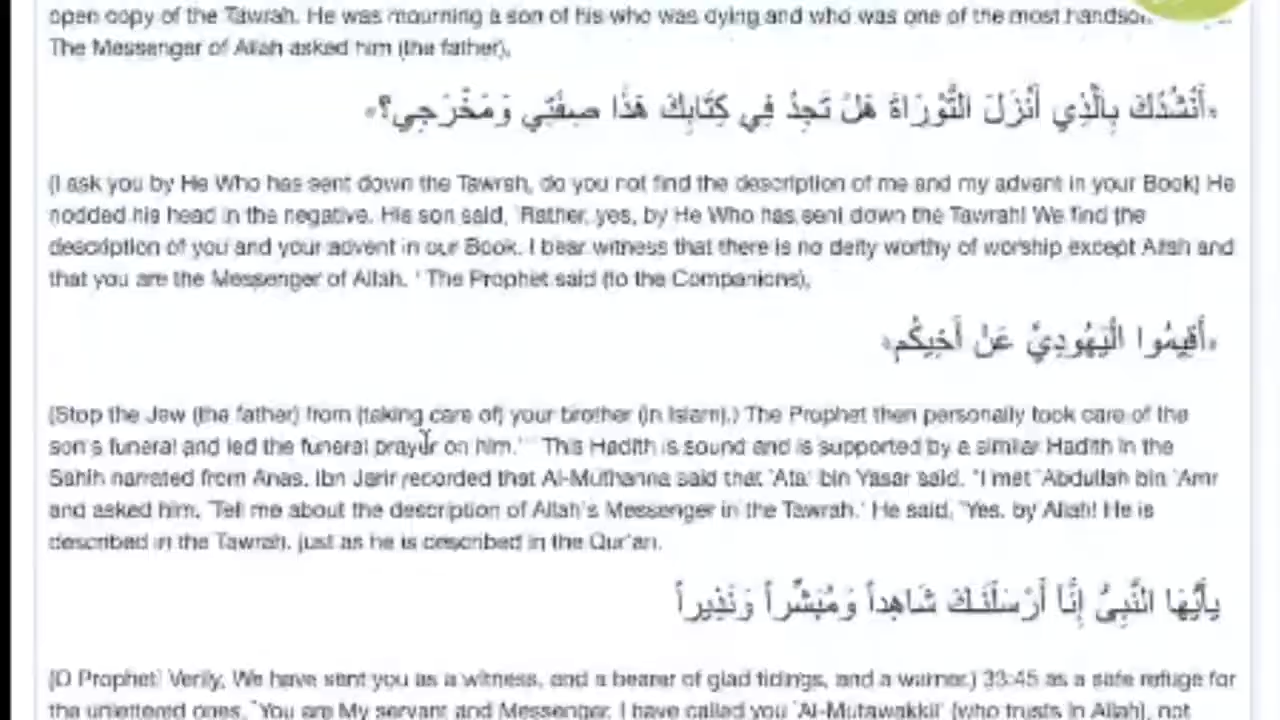 open copy of the Tawrah. He was mourning a son of his who was dying and who was one of the most
The Messenger of Allah asked him (the father),
«أَنْشُدُكَ بِالَّذِي أَنْزَلَ التَّوْرَاةَ هَلْ تَجِدُ فِي كِتَابِكَ هَذَا صِفَتِي وَمَخْرَجِي؟»
(I ask you by He Who has sent down the Tawrah, do you not find the description of me and my advent in your Book) He
nodded his head in the negative. His son said, `Rather, yes, by He Who has sent down the Tawrah! We find the
description of you and your advent in our Book. I bear witness that there is no deity worthy of worship except Allah and
that you are the Messenger of Allah. ' The Prophet said (to the Companions),
«أَقِيمُوا الْيَهُودِيَّ عَنْ أَخِيكُم»
(Stop the Jew (the father) from (taking care of) your brother (in Islam).) The Prophet then personally took care of the
son's funeral and led the funeral prayer on him.'' This Hadith is sound and is supported by a similar Hadith in the
Sahih narrated from Anas. Ibn Jarir recorded that Al-Muthanna said that `Ata' bin Yasar said, "I met `Abdullah bin `Amr
and asked him, `Tell me about the description of Allah's Messenger in the Tawrah.' He said, `Yes, by Allah! He is
described in the Tawrah, just as he is described in the Qur'an,
يأَيُّهَا النَّبِىُّ إِنَّا أَرْسَلْنَـكَ شَاهِداً وَمُبَشِّراً وَنَذِيراً
(O Prophet! Verily, We have sent you as a witness, and a bearer of glad tidings, and a warner.) 33:45 as a safe refuge for
the unlettered ones. `You are My servant and Messenger. I have called you `Al-Mutawakkil' (who trusts in Allah), not